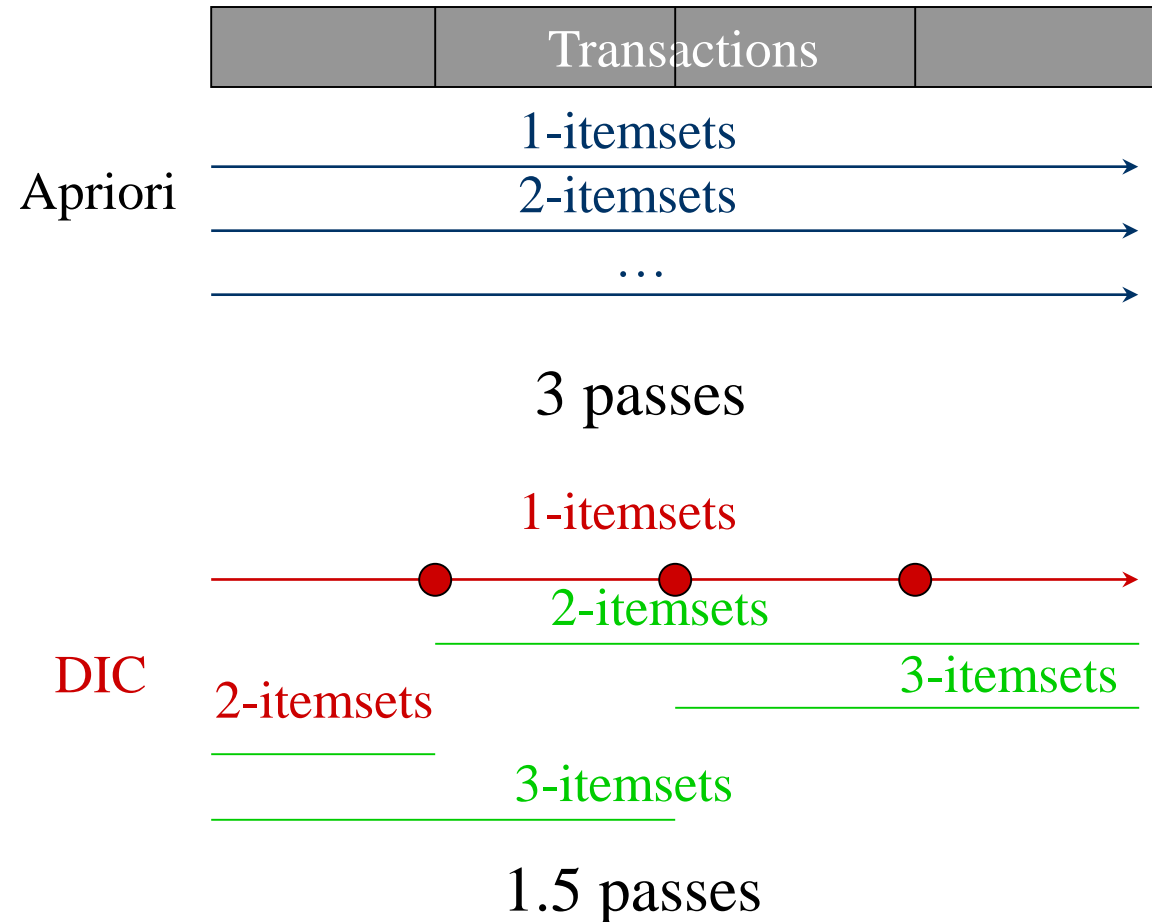 Transactions
1-itemsets
Apriori
2-itemsets
…
3 passes
1-itemsets
2-itemsets
DIC
3-itemsets
2-itemsets
3-itemsets
1.5 passes